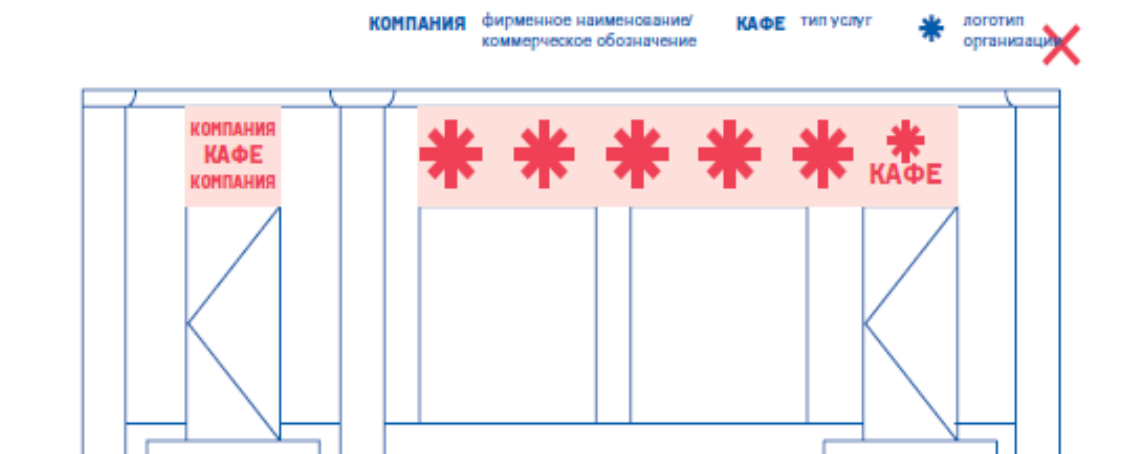 КОМПАНИЯ фирменное наименование/ КАФЕ тип услуг логотип
коммерческое обозначение организации
КОМПАНИЯ
КАФЕ
КОМПАНИЯ
КАФЕ